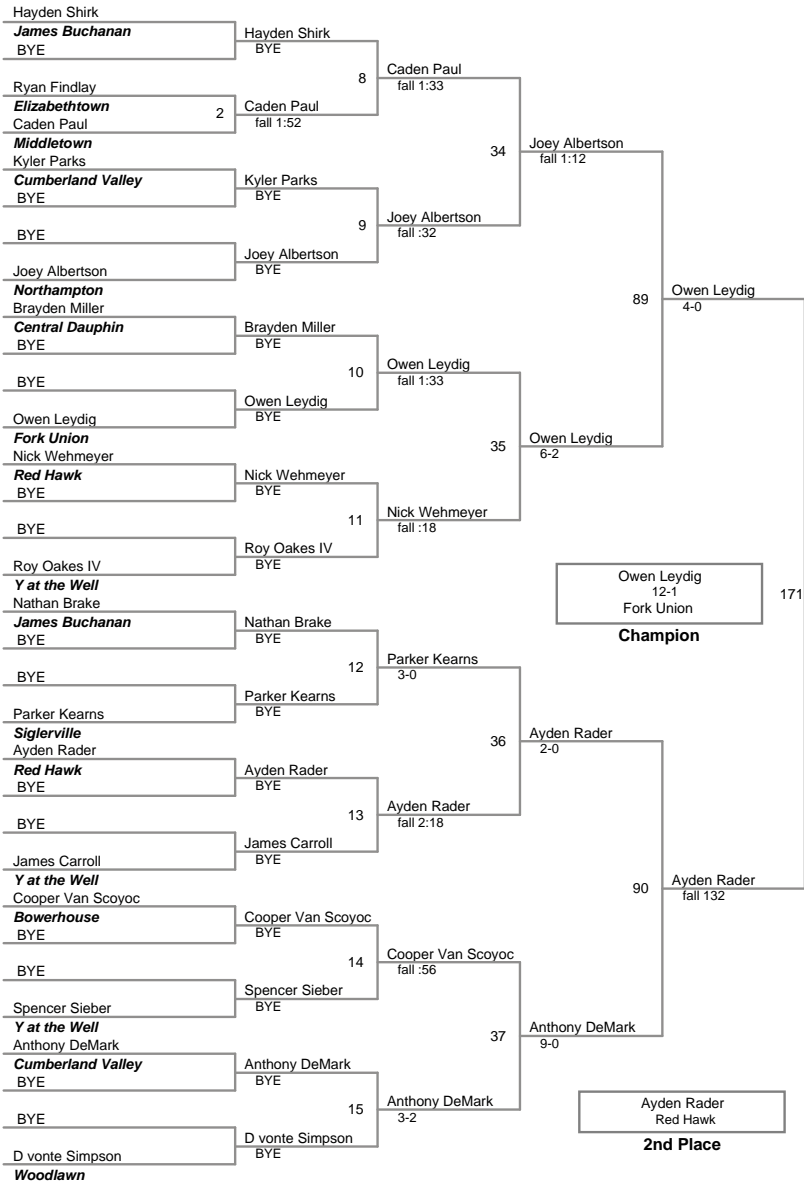 Hayden Shirk
James Buchanan
BYE
Ryan Findlay
Elizabethtown
Caden Paul
Middletown
Kyler Parks
Cumberland Valley
BYE
BYE
Joey Albertson
Northampton
Brayden Miller
Central Dauphin
BYE
BYE
Owen Leydig
Fork Union
Nick Wehmeyer
Red Hawk
BYE
BYE
Roy Oakes IV
Y at the Well
Nathan Brake
James Buchanan
BYE
BYE
Parker Kearns
Siglerville
Ayden Rader
Red Hawk
BYE
BYE
James Carroll
Y at the Well
Cooper Van Scoyoc
Bowerhouse
BYE
BYE
Spencer Sieber
Y at the Well
Anthony DeMark
Cumberland Valley
BYE
BYE
D vonte Simpson
Woodlawn
2
Hayden Shirk
BYE
Caden Paul
fall 1:52
Kyler Parks
BYE
Joey Albertson
BYE
Brayden Miller
BYE
Owen Leydig
BYE
Nick Wehmeyer
BYE
Roy Oakes IV
BYE
Nathan Brake
BYE
Parker Kearns
BYE
Ayden Rader
BYE
James Carroll
BYE
Cooper Van Scoyoc
BYE
Spencer Sieber
BYE
Anthony DeMark
BYE
D vonte Simpson
BYE
8
9
10
11
12
13
14
15
Caden Paul
fall 1:33
Joey Albertson
fall :32
Owen Leydig
fall 1:33
Nick Wehmeyer
fall :18
Parker Kearns
3-0
Ayden Rader
fall 2:18
Cooper Van Scoyoc
fall :56
Anthony DeMark
3-2
34
35
36
37
Joey Albertson
fall 1:12
Owen Leydig
6-2
Ayden Rader
2-0
Anthony DeMark
9-0
89
90
Owen Leydig
4-0
Ayden Rader
fall 132
171
Owen Leydig
12-1
Fork Union
Champion
Ayden Rader
Red Hawk
2nd Place